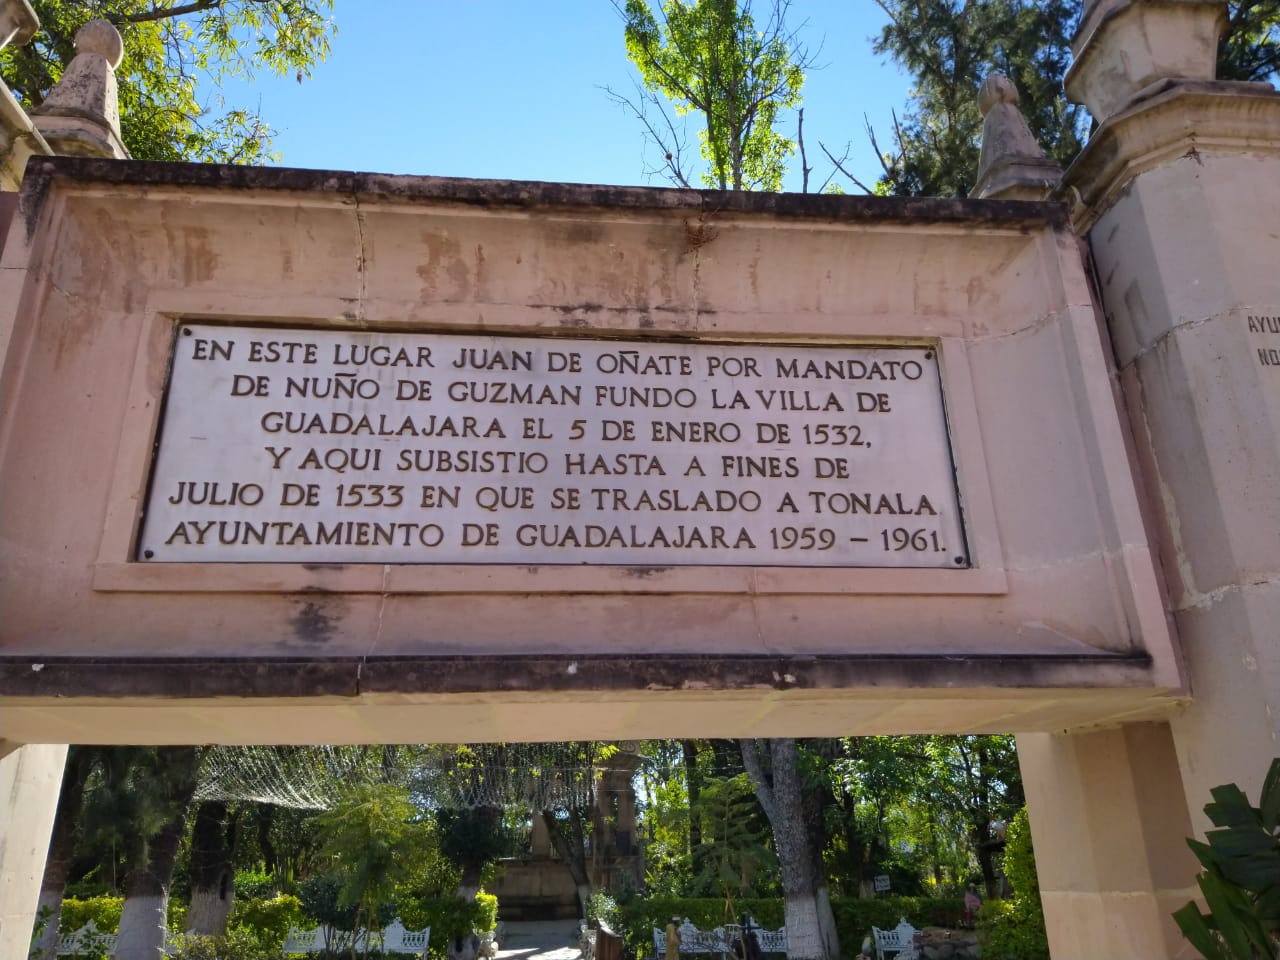 EN ESTE LUGAR JUAN DE OÑATE POR MANDATO
DE NUÑO DE GUZMAN FUNDO LA VILLA DE
GUADALAJARA EL 5 DE ENERO DE 1532,
Y AQUI SUBSISTIO HASTA A FINES DE
JULIO DE 1533 EN QUE SE TRASLADO A TONALA
AYUNTAMIENTO DE GUADALAJARA 1959 – 1961.